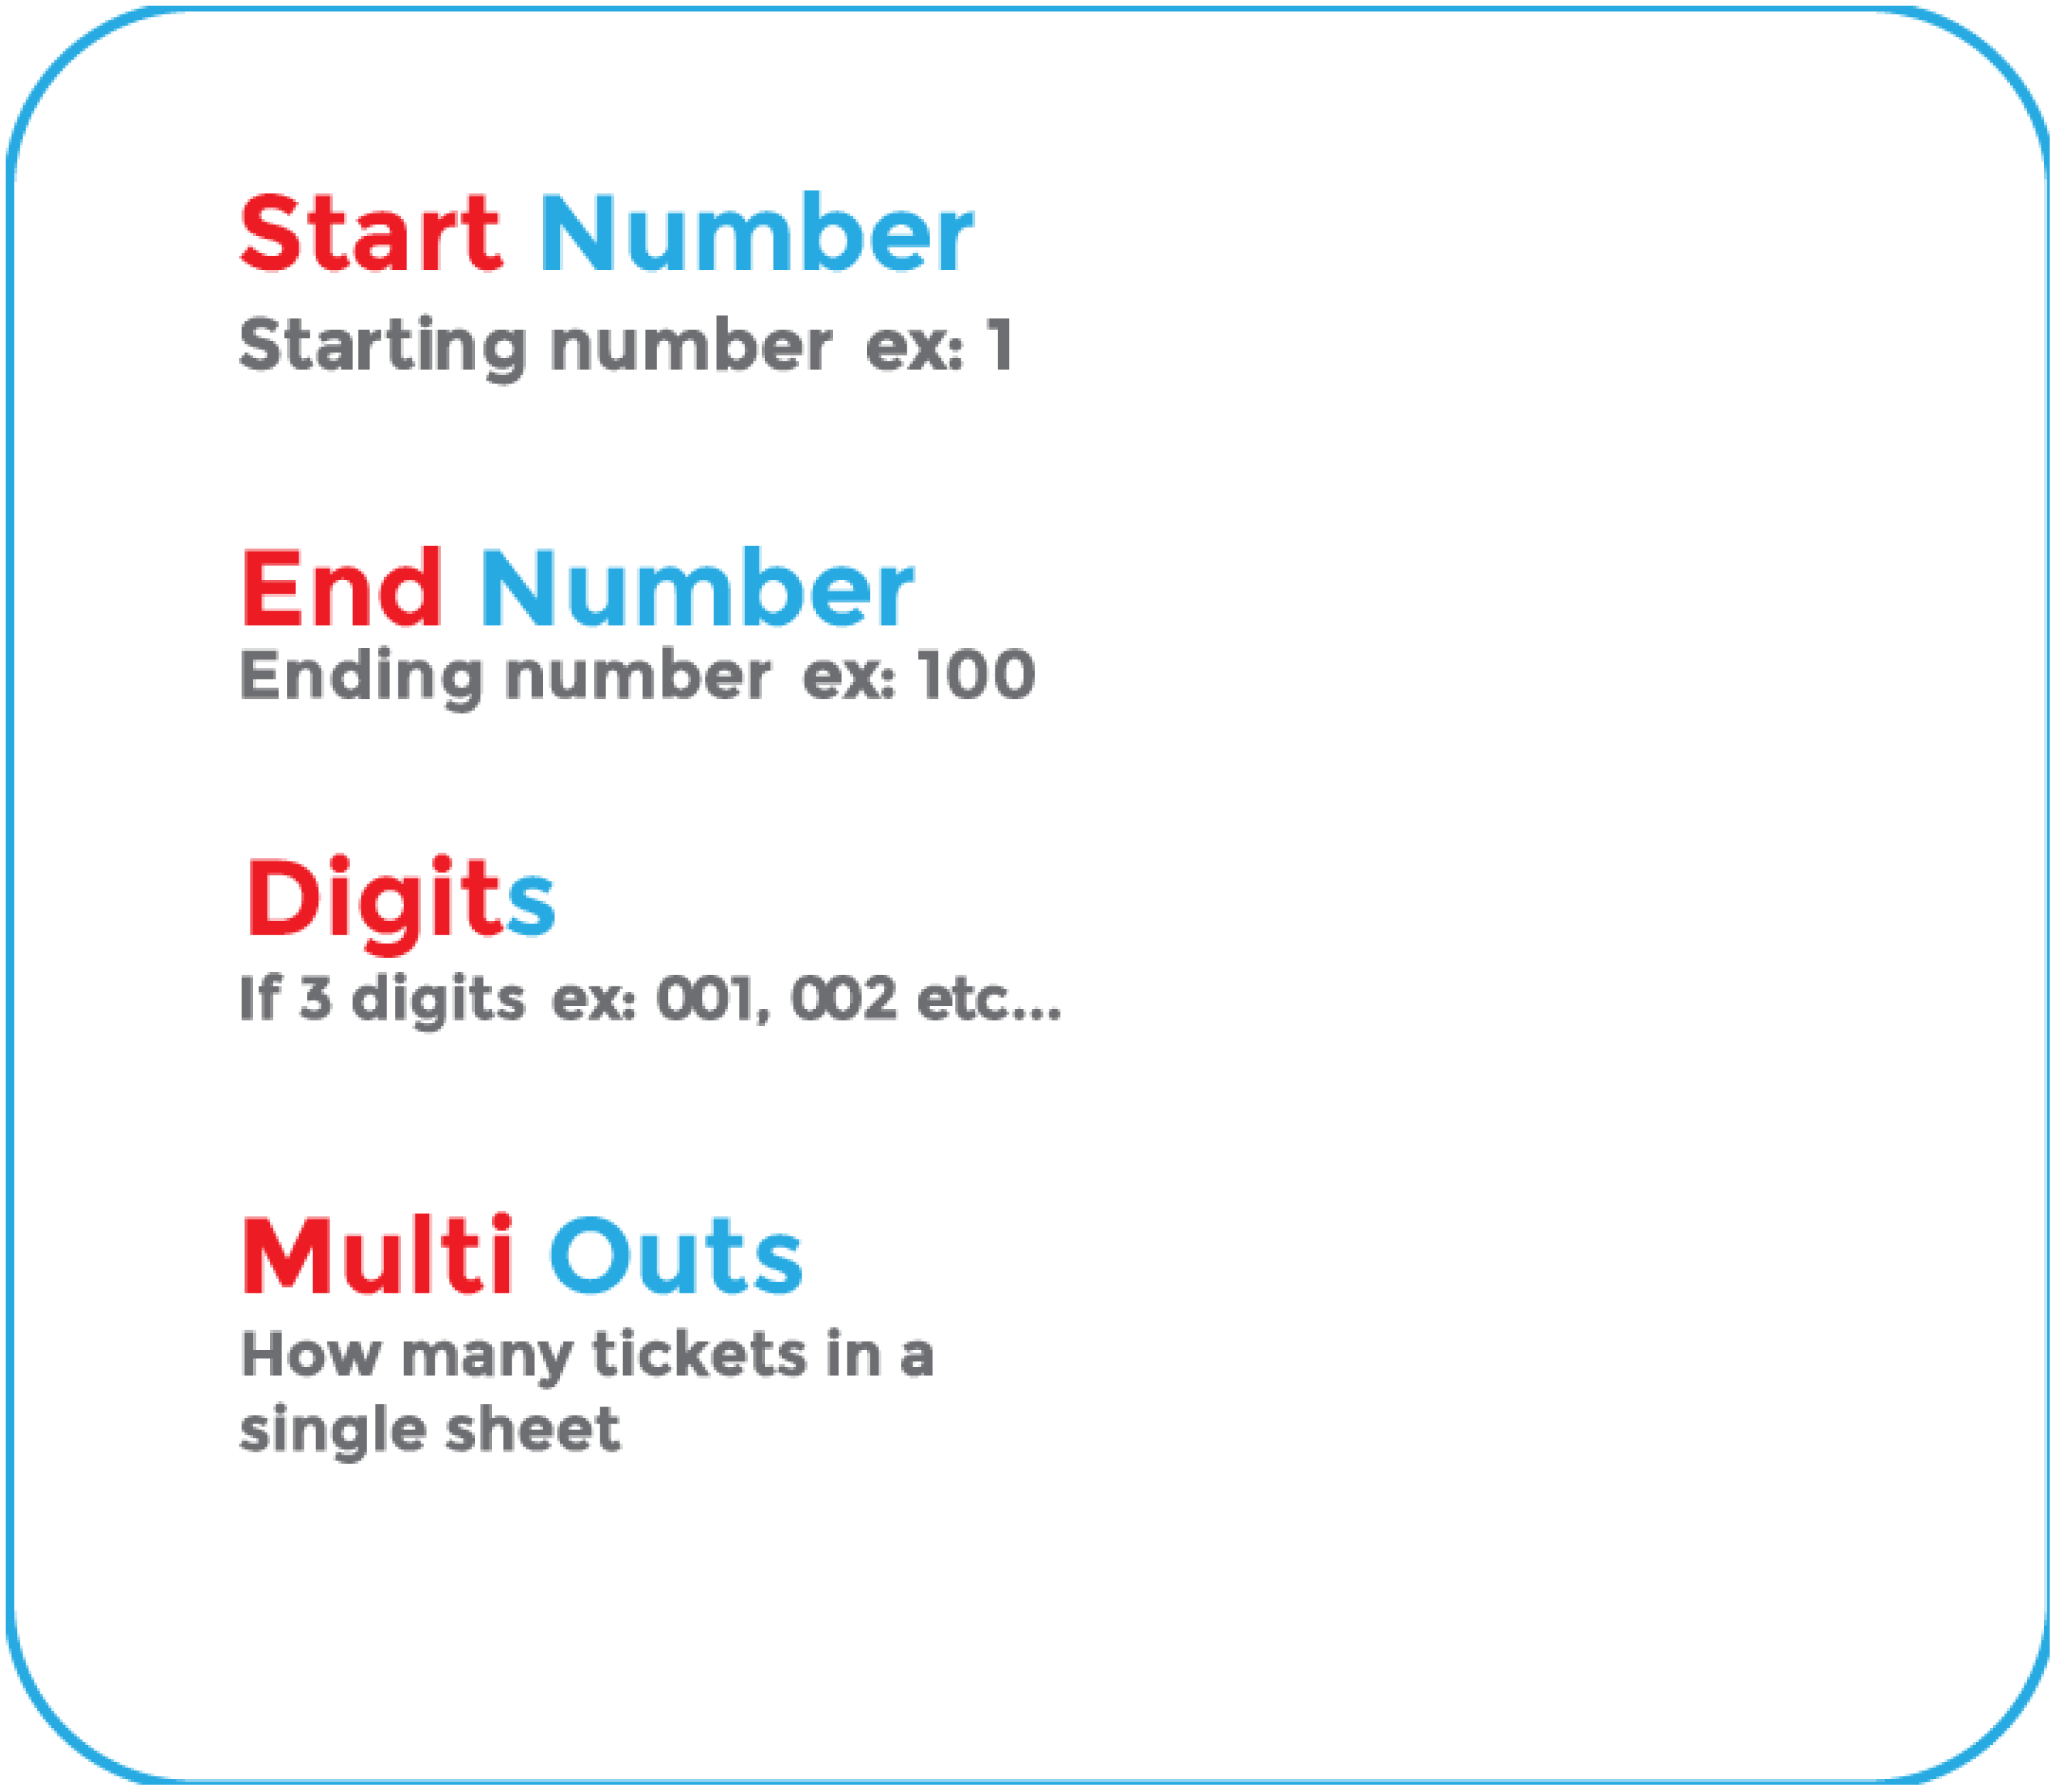 Start Number
Starting number ex: 1
End Number
Ending number ex: 100
Digits
If 3 digits ex: 001, 002 etc...
Multi Outs
How many tickets in a
single sheet